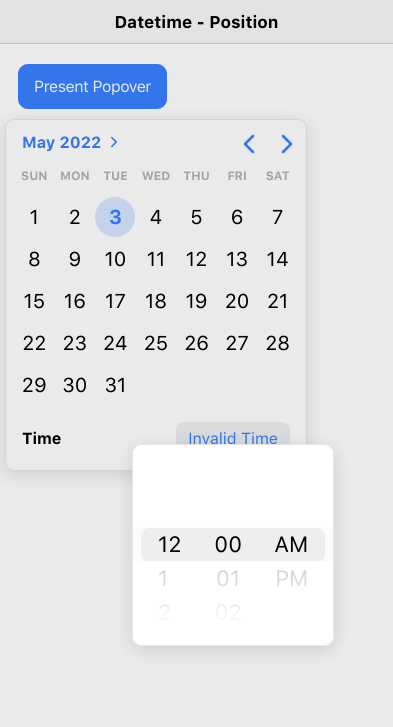 Datetime - Position
Present Popover
May 2022
SUN MON TUE WED THU FRI SAT
1 2 3 4 5 6 7
8 9 10 11 12 13 14
15 16 17 18 19 20 21
22 23 24 25 26 27 28
29 30 31
Time Invalid Time
12 00 AM
1 01 PM
2 02